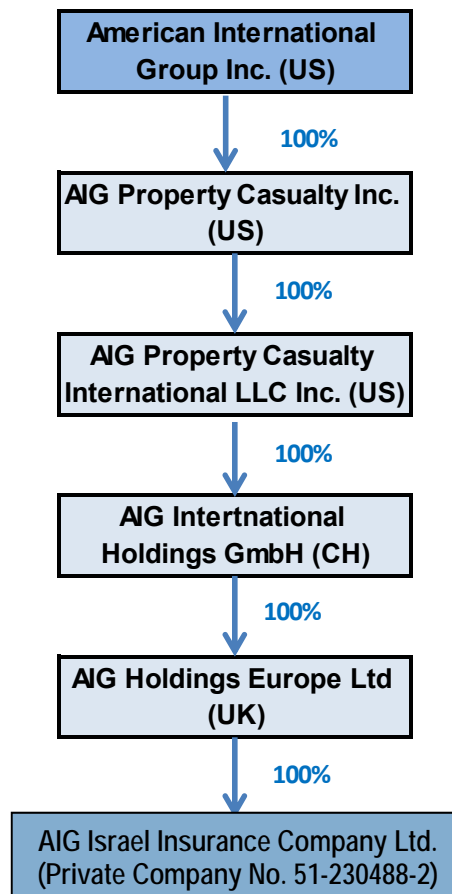 American International
Group Inc. (US)
100%
AIG Property Casualty Inc.
(US)
100%
AIG Property Casualty
International LLC Inc. (US)
100%
AIG Intertnational
Holdings GmbH (CH)
100%
AIG Holdings Europe Ltd
(UK)
100%
AIG Israel Insurance Company Ltd.
(Private Company No. 51-230488-2)